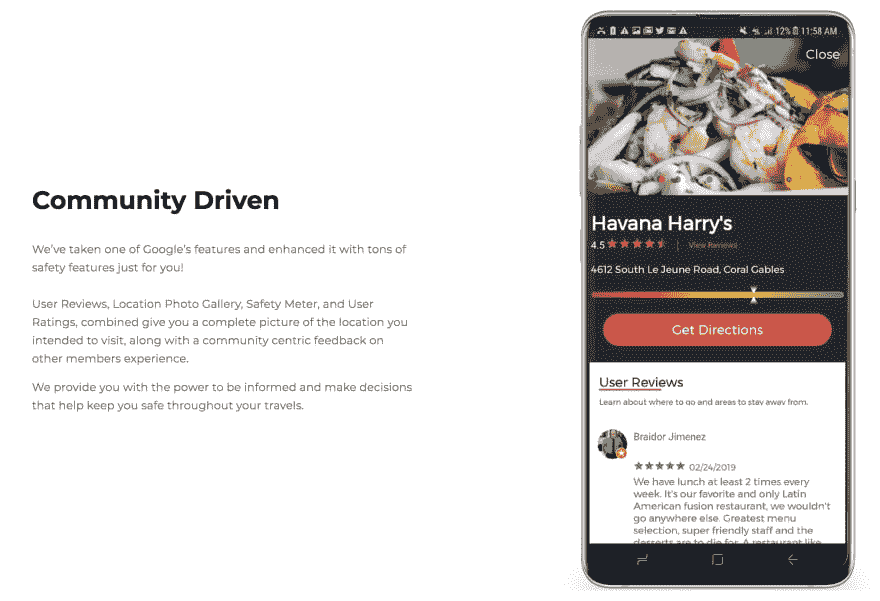 Community Driven
We've taken one of Google's features and enhanced it with tons of
safety features just for you!
User Reviews, Location Photo Gallery, Safety Meter, and User
Ratings, combined give you a complete picture of the location you
intended to visit, along with a community centric feedback on
other members experience.
We provide you with the power to be informed and make decisions
that help keep you safe throughout your travels.
12% 11:58 AM
Close
Havana Harry's
4.5 | View Reviews
4612 South Le Jeune Road, Coral Gables
Get Directions
User Reviews
Learn about where to go and areas to stay away from.
Braidor Jimenez
02/24/2019
We have lunch at least 2 times every
week. It's our favorite and only Latin
American fusion restaurant, we wouldn't
go anywhere else. Greatest menu
selection, super friendly staff and the
desserts are to die for. A restaurant like